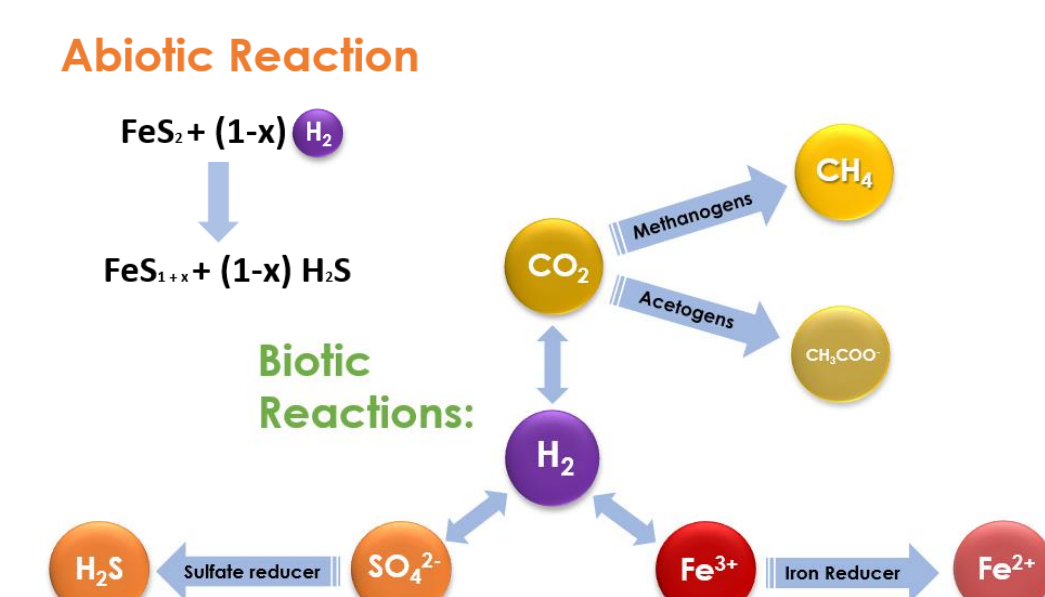 Abiotic Reaction
FeS₂ + (1-x) H₂
FeS₁₊ₓ + (1-x) H₂S
Biotic
Reactions:
CO₂
Methanogens
CH₄
Acetogens
CH₃COO⁻
H₂
H₂S
Sulfate reducer
SO₄²⁻
Fe³⁺
Iron Reducer
Fe²⁺